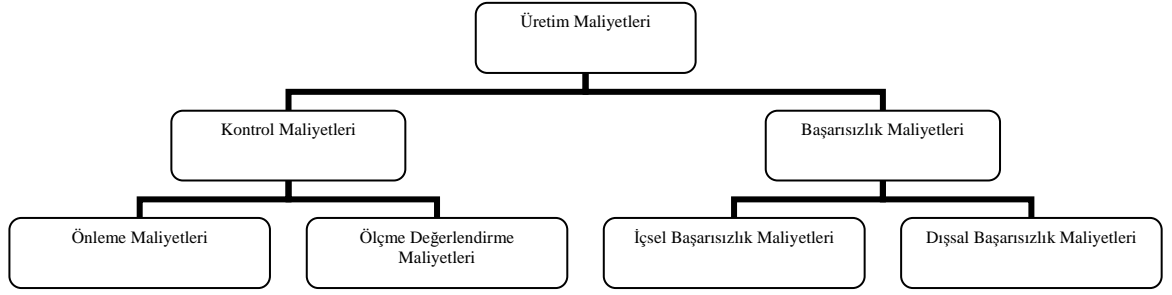 Üretim Maliyetleri
Kontrol Maliyetleri
Başarısızlık Maliyetleri
Önleme Maliyetleri
Ölçme Değerlendirme
Maliyetleri
İçsel Başarısızlık Maliyetleri
Dışsal Başarısızlık Maliyetleri